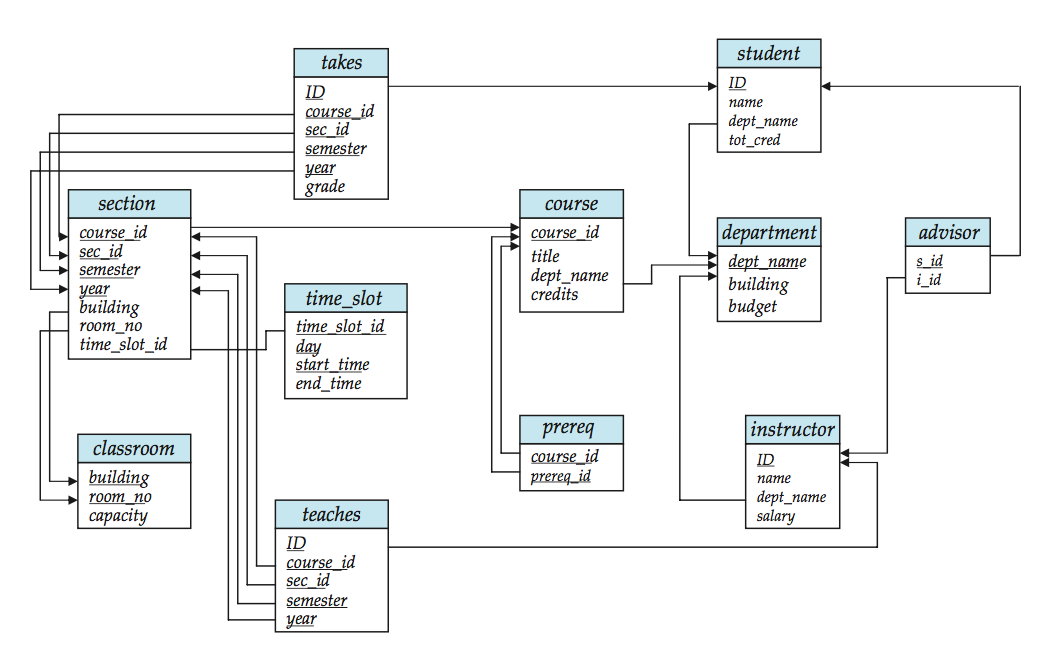 takes
ID
course_id
sec_id
semester
year
grade
student
ID
name
dept_name
tot_cred
section
course_id
sec_id
semester
year
building
room_no
time_slot_id
course
course_id
title
dept_name
credits
department
dept_name
building
budget
advisor
s_id
i_id
time_slot
time_slot_id
day
start_time
end_time
prereq
course_id
prereq_id
instructor
ID
name
dept_name
salary
classroom
building
room_no
capacity
teaches
ID
course_id
sec_id
semester
year